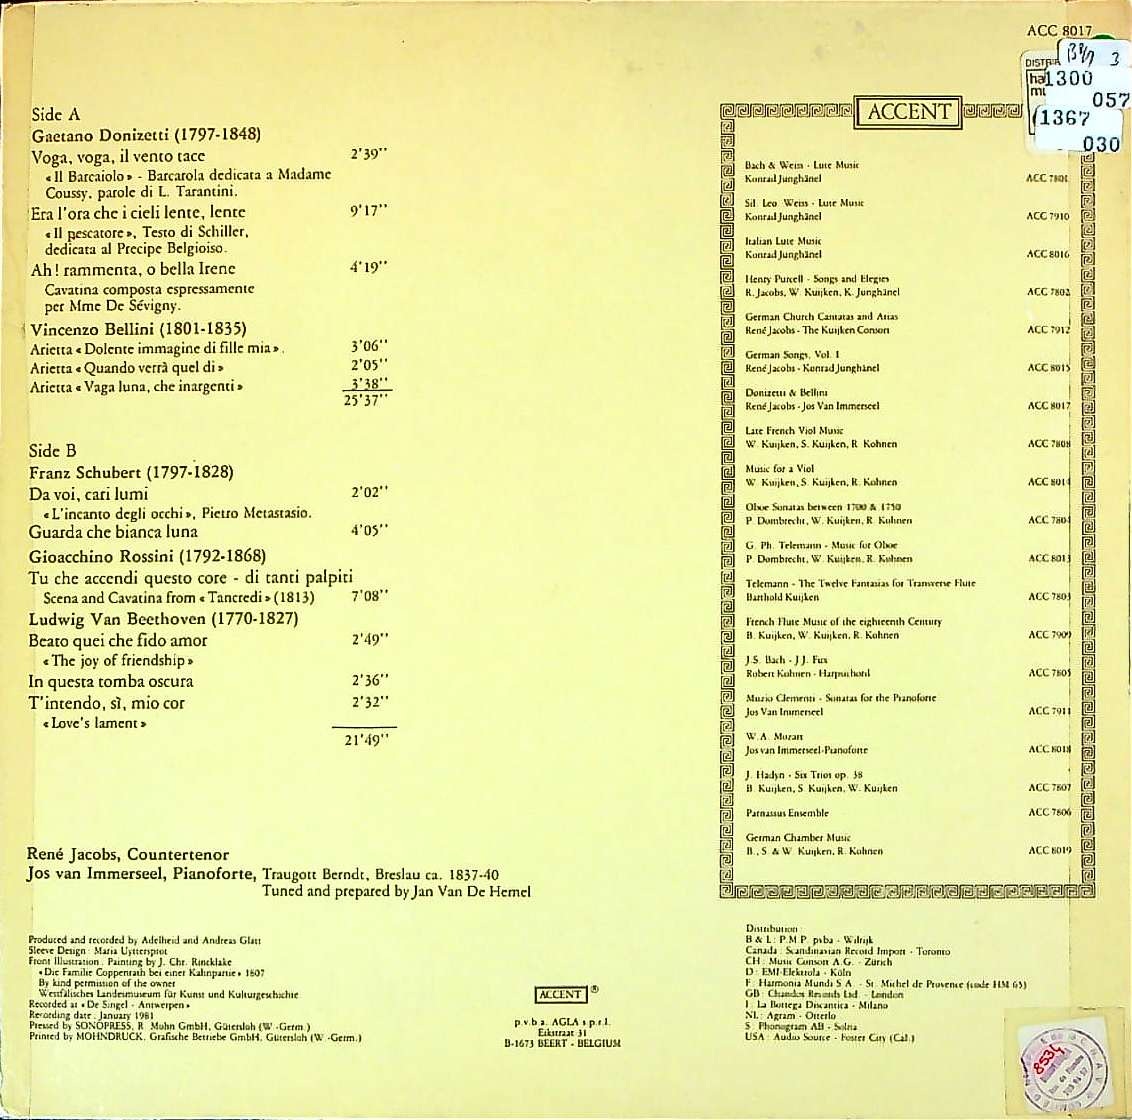 ACC 8017
B 9/7 3
DISTR
1300
057
(1367
030
Side A
Gaetano Donizetti (1797-1848)
Voga, voga, il vento tace 2'39''
«Il Barcaiolo» - Barcarola dedicata a Madame
Coussy, parole di L. Tarantini.
Era l'ora che i cieli lente, lente 9'17''
«Il pescatore», Testo di Schiller,
dedicata al Precipe Belgioiso.
Ah! rammenta, o bella Irene 4'19''
Cavatina composta espressamente
per Mme De Sévigny.
Vincenzo Bellini (1801-1835)
Arietta «Dolente immagine di fille mia». 3'06''
Arietta «Quando verrà quel di» 2'05''
Arietta «Vaga luna, che inargenti» 3'38''
25'37''
Side B
Franz Schubert (1797-1828)
Da voi, cari lumi 2'02''
«L'incanto degli occhi», Pietro Metastasio.
Guarda che bianca luna 4'05''
Gioacchino Rossini (1792-1868)
Tu che accendi questo core - di tanti palpiti
Scena and Cavatina from «Tancredi» (1813) 7'08''
Ludwig Van Beethoven (1770-1827)
Beato quei che fido amor 2'49''
«The joy of friendship»
In questa tomba oscura 2'36''
T'intendo, sì, mio cor 2'32''
«Love's lament»
21'49''
René Jacobs, Countertenor
Jos van Immerseel, Pianoforte, Traugott Berndt, Breslau ca. 1837-40
Tuned and prepared by Jan Van De Hemel
Produced and recorded by Adelheid and Andreas Glatt
Sleeve Design : Maria Uyttersprot
Front Illustration : Painting by J. Chr. Rincklake
«Die Familie Coppenrath bei einer Kahnpartie» 1807
By kind permission of the owner
Westfälisches Landesmuseum für Kunst und Kulturgeschichte
Recorded at «De Singel - Antwerpen»
Recording date : January 1981
Pressed by SONOPRESS, R. Mohn GmbH, Gütersloh (W.-Germ.)
Printed by MOHNDRUCK, Grafische Betriebe GmbH, Gütersloh (W.-Germ.)
ACCENT ®
p.v.b.a. AGLA s.p.r.l.
Eikstraat 31
B-1673 BEERT - BELGIUM
ACCENT
Bach & Weiss - Lute Music
Konrad Junghänel ACC 7801
Sil. Leo. Weiss - Lute Music
Konrad Junghänel ACC 7910
Italian Lute Music
Konrad Junghänel ACC 8016
Henry Purcell - Songs and Elegies
R. Jacobs, W. Kuijken, K. Junghänel ACC 7802
German Church Cantatas and Arias
René Jacobs - The Kuijken Consort ACC 7912
German Songs, Vol. I
René Jacobs - Konrad Junghänel ACC 8015
Donizetti & Bellini
René Jacobs - Jos Van Immerseel ACC 8017
Late French Viol Music
W. Kuijken, S. Kuijken, R. Kohnen ACC 7808
Music for a Viol
W. Kuijken, S. Kuijken, R. Kohnen ACC 8014
Oboe Sonatas between 1700 & 1750
P. Dombrecht, W. Kuijken, R. Kohnen ACC 7804
G. Ph. Telemann - Music for Oboe
P. Dombrecht, W. Kuijken, R. Kohnen ACC 8013
Telemann - The Twelve Fantasias for Transverse Flute
Barthold Kuijken ACC 7803
French Flute Music of the eighteenth Century
B. Kuijken, W. Kuijken, R. Kohnen ACC 7909
J.S. Bach - J.J. Fux
Robert Kohnen - Harpsichord ACC 7805
Muzio Clementi - Sonatas for the Pianoforte
Jos Van Immerseel ACC 7911
W.A. Mozart
Jos van Immerseel-Pianoforte ACC 8018
J. Hadyn - Six Trios op. 38
B. Kuijken, S. Kuijken, W. Kuijken ACC 7807
Parnassus Ensemble ACC 7806
German Chamber Music
B., S. & W. Kuijken, R. Kohnen ACC 8019
Distribution :
B & L : P.M.P. pvba - Wilrijk
Canada : Scandinavian Record Import - Toronto
CH : Music Consort A.G. - Zürich
D : EMI-Elektrola - Köln
F : Harmonia Mundi S.A. - St. Michel de Provence (code HM 65)
GB : Chandos Records Ltd. - London
I : La Bottega Discantica - Milano
NL : Agram - Otterlo
S : Phonogram AB - Solna
USA : Audio Source - Foster City (Cal.)
8534